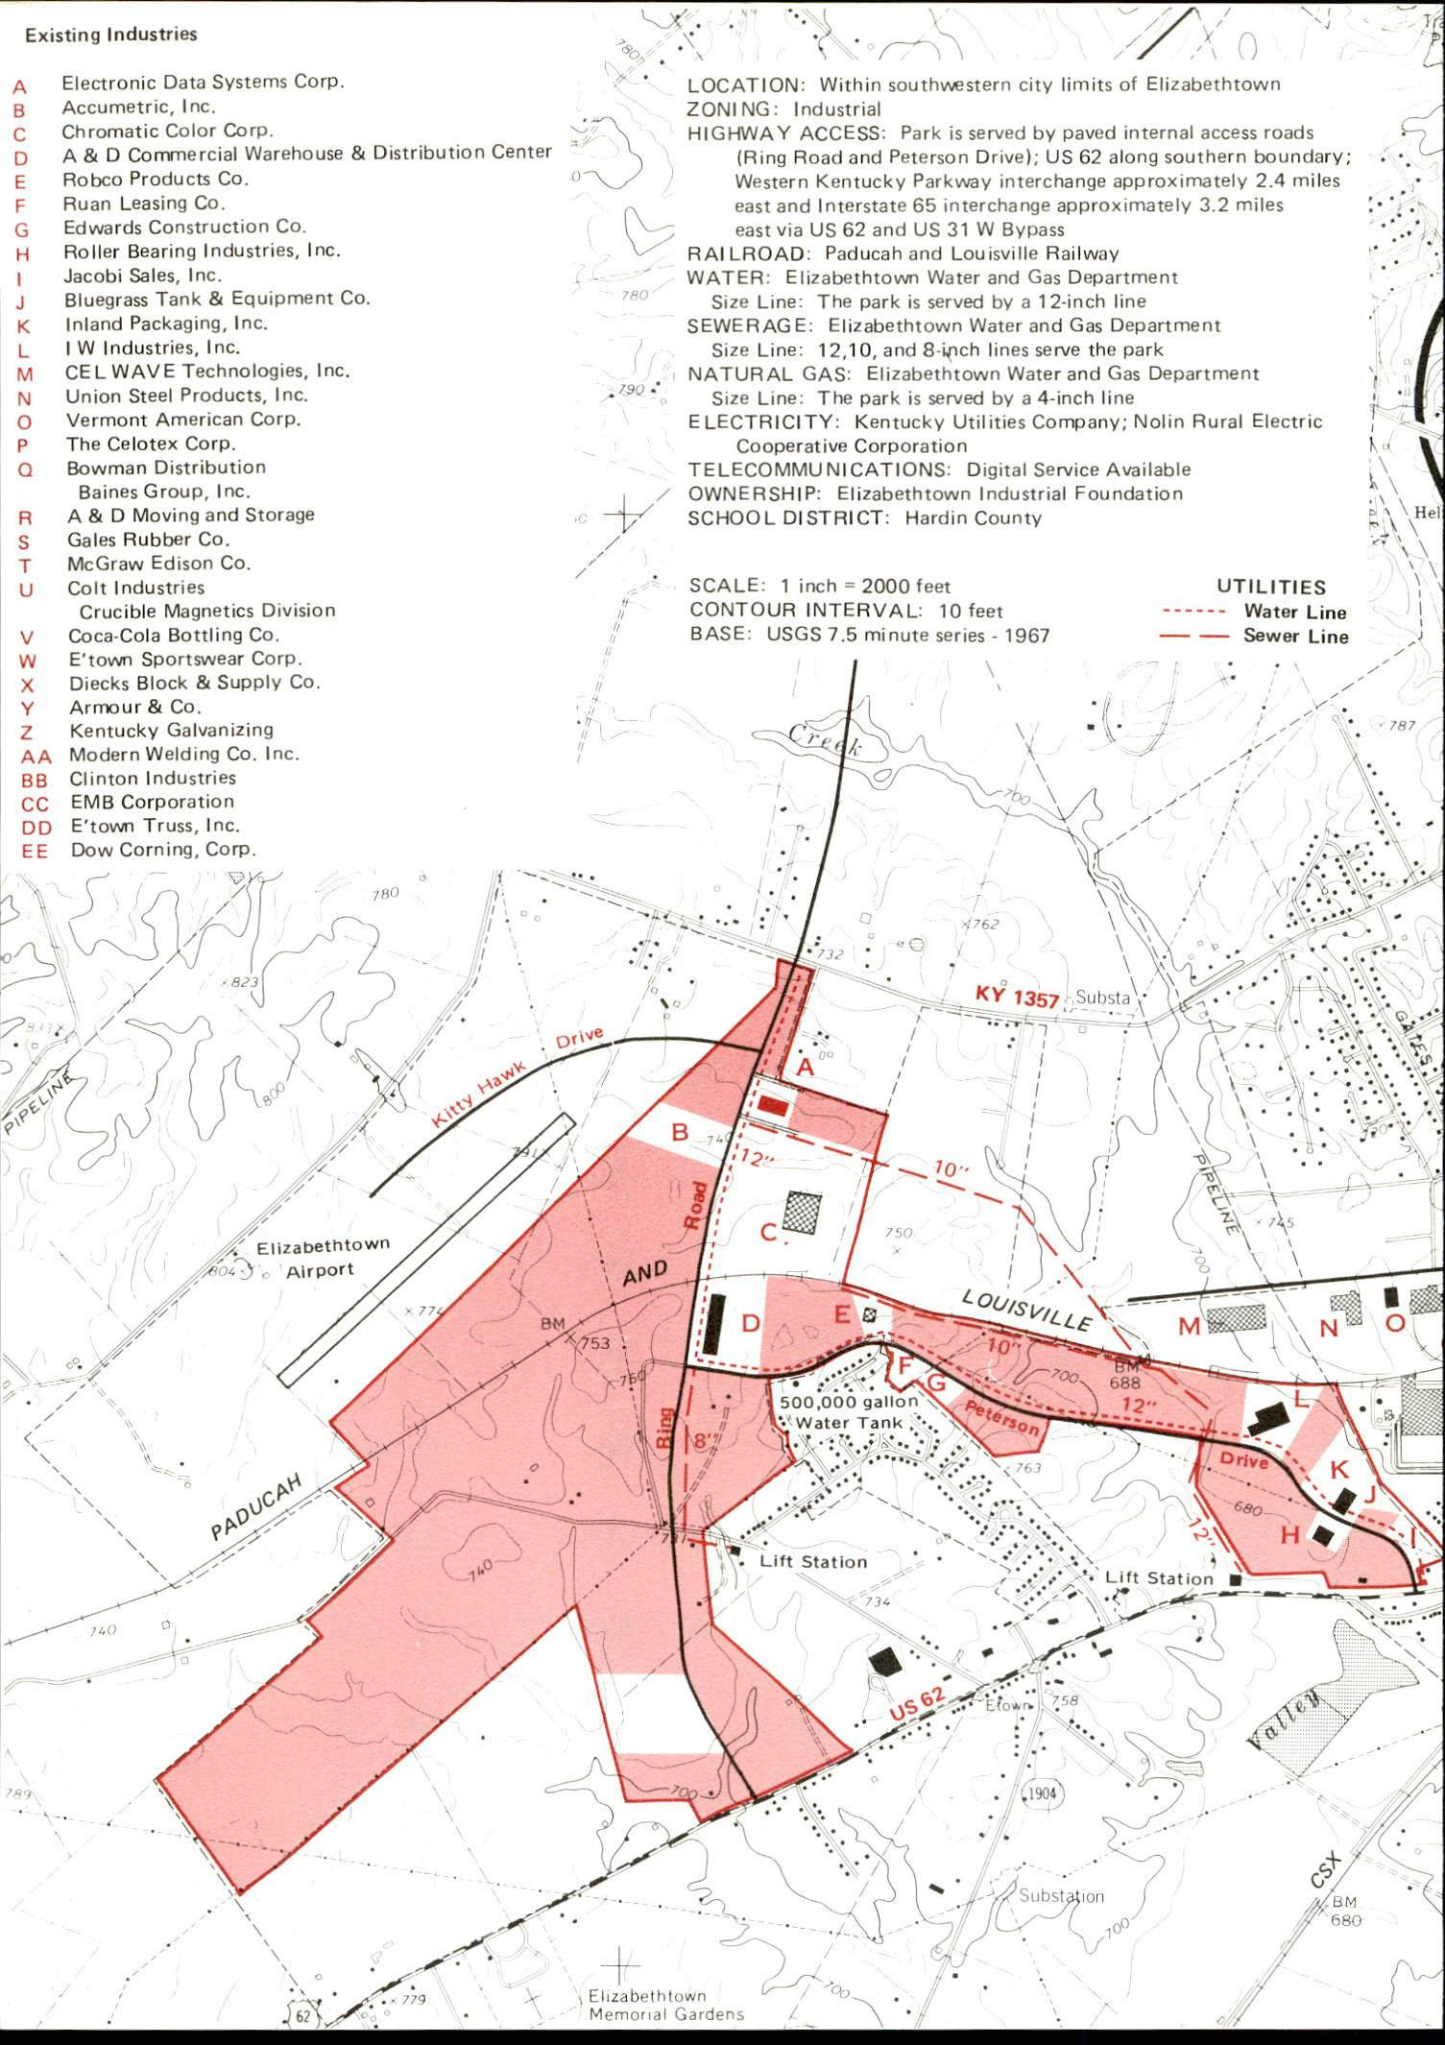 Existing Industries
A Electronic Data Systems Corp.
B Accumetric, Inc.
C Chromatic Color Corp.
D A & D Commercial Warehouse & Distribution Center
E Robco Products Co.
F Ruan Leasing Co.
G Edwards Construction Co.
H Roller Bearing Industries, Inc.
I Jacobi Sales, Inc.
J Bluegrass Tank & Equipment Co.
K Inland Packaging, Inc.
L I W Industries, Inc.
M CELWAVE Technologies, Inc.
N Union Steel Products, Inc.
O Vermont American Corp.
P The Celotex Corp.
Q Bowman Distribution
Baines Group, Inc.
R A & D Moving and Storage
S Gales Rubber Co.
T McGraw Edison Co.
U Colt Industries
Crucible Magnetics Division
V Coca-Cola Bottling Co.
W E'town Sportswear Corp.
X Diecks Block & Supply Co.
Y Armour & Co.
Z Kentucky Galvanizing
AA Modern Welding Co. Inc.
BB Clinton Industries
CC EMB Corporation
DD E'town Truss, Inc.
EE Dow Corning, Corp.
LOCATION: Within southwestern city limits of Elizabethtown
ZONING: Industrial
HIGHWAY ACCESS: Park is served by paved internal access roads
(Ring Road and Peterson Drive); US 62 along southern boundary;
Western Kentucky Parkway interchange approximately 2.4 miles
east and Interstate 65 interchange approximately 3.2 miles
east via US 62 and US 31 W Bypass
RAILROAD: Paducah and Louisville Railway
WATER: Elizabethtown Water and Gas Department
Size Line: The park is served by a 12-inch line
SEWERAGE: Elizabethtown Water and Gas Department
Size Line: 12,10, and 8-inch lines serve the park
NATURAL GAS: Elizabethtown Water and Gas Department
Size Line: The park is served by a 4-inch line
ELECTRICITY: Kentucky Utilities Company; Nolin Rural Electric
Cooperative Corporation
TELECOMMUNICATIONS: Digital Service Available
OWNERSHIP: Elizabethtown Industrial Foundation
SCHOOL DISTRICT: Hardin County
SCALE: 1 inch = 2000 feet
CONTOUR INTERVAL: 10 feet
BASE: USGS 7.5 minute series - 1967
UTILITIES
Water Line
Sewer Line
780
780
790
Hel
Creek
700
787
780
762
732
823
KY 1357
Substa
GATES
Kitty Hawk Drive
800
PIPELINE
A
B
740
12"
10"
791
Road
C
750
PIPELINE
745
700
Elizabethtown
Airport
804
774
AND
LOUISVILLE
BM
753
760
D
E
10"
M
N
O
F
G
700
BM
688
12"
L
500,000 gallon
Water Tank
Peterson
Drive
Ring
8"
763
K
J
680
H
I
12"
PADUCAH
740
Lift Station
Lift Station
734
740
US 62
Etown
758
Valley
789
700
1904
CSX
BM
680
Substation
700
Elizabethtown
Memorial Gardens
700
779
62